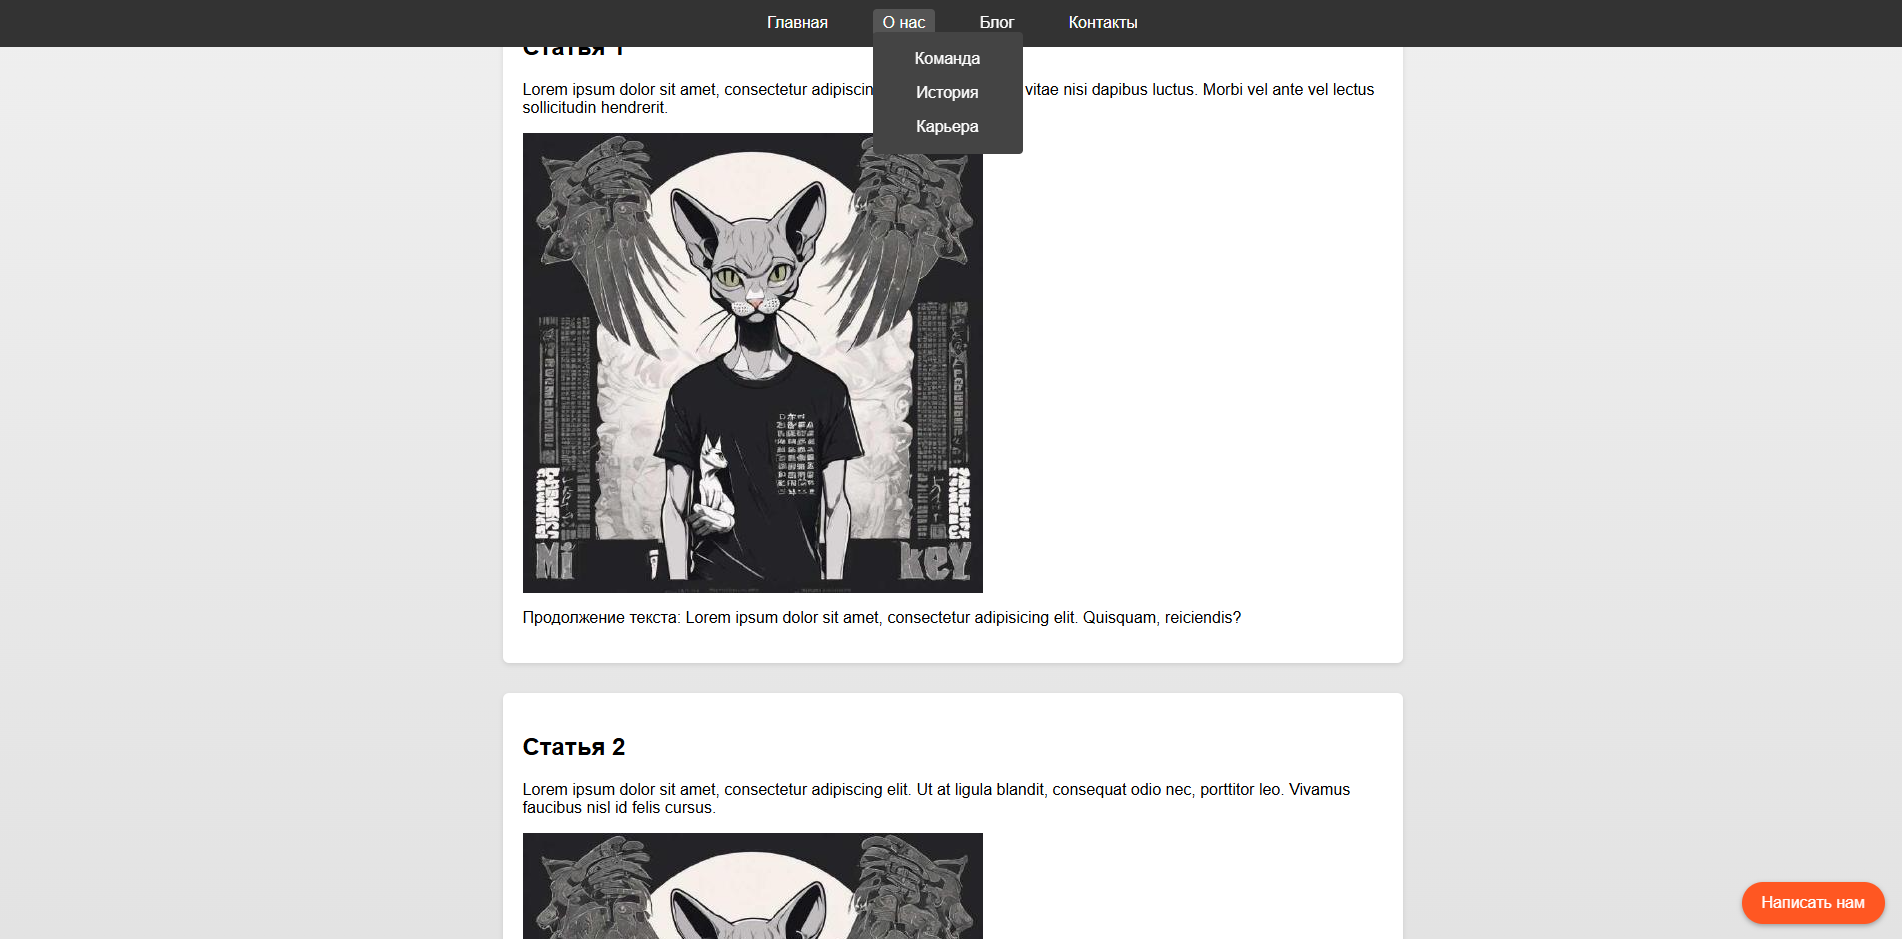 Главная О нас Блог Контакты
Команда
История
Карьера
Статья 1
Lorem ipsum dolor sit amet, consectetur adipiscin vitae nisi dapibus luctus. Morbi vel ante vel lectus
sollicitudin hendrerit.
Mi keY
Продолжение текста: Lorem ipsum dolor sit amet, consectetur adipisicing elit. Quisquam, reiciendis?
Статья 2
Lorem ipsum dolor sit amet, consectetur adipiscing elit. Ut at ligula blandit, consequat odio nec, porttitor leo. Vivamus
faucibus nisl id felis cursus.
Написать нам